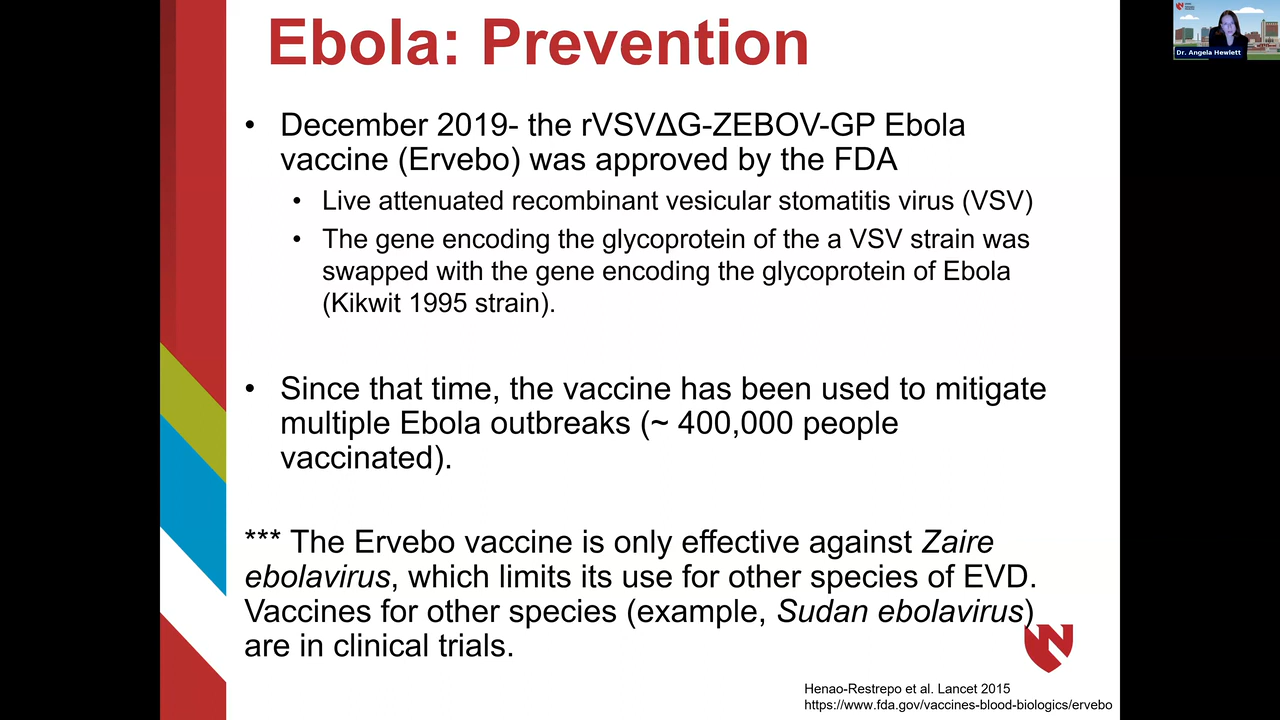 Ebola: Prevention
• December 2019- the rVSVΔG-ZEBOV-GP Ebola
vaccine (Ervebo) was approved by the FDA
• Live attenuated recombinant vesicular stomatitis virus (VSV)
• The gene encoding the glycoprotein of the a VSV strain was
swapped with the gene encoding the glycoprotein of Ebola
(Kikwit 1995 strain).
• Since that time, the vaccine has been used to mitigate
multiple Ebola outbreaks (~ 400,000 people
vaccinated).
*** The Ervebo vaccine is only effective against Zaire
ebolavirus, which limits its use for other species of EVD.
Vaccines for other species (example, Sudan ebolavirus)
are in clinical trials.
Henao-Restrepo et al. Lancet 2015
https://www.fda.gov/vaccines-blood-biologics/ervebo
Dr. Angela Hewlett